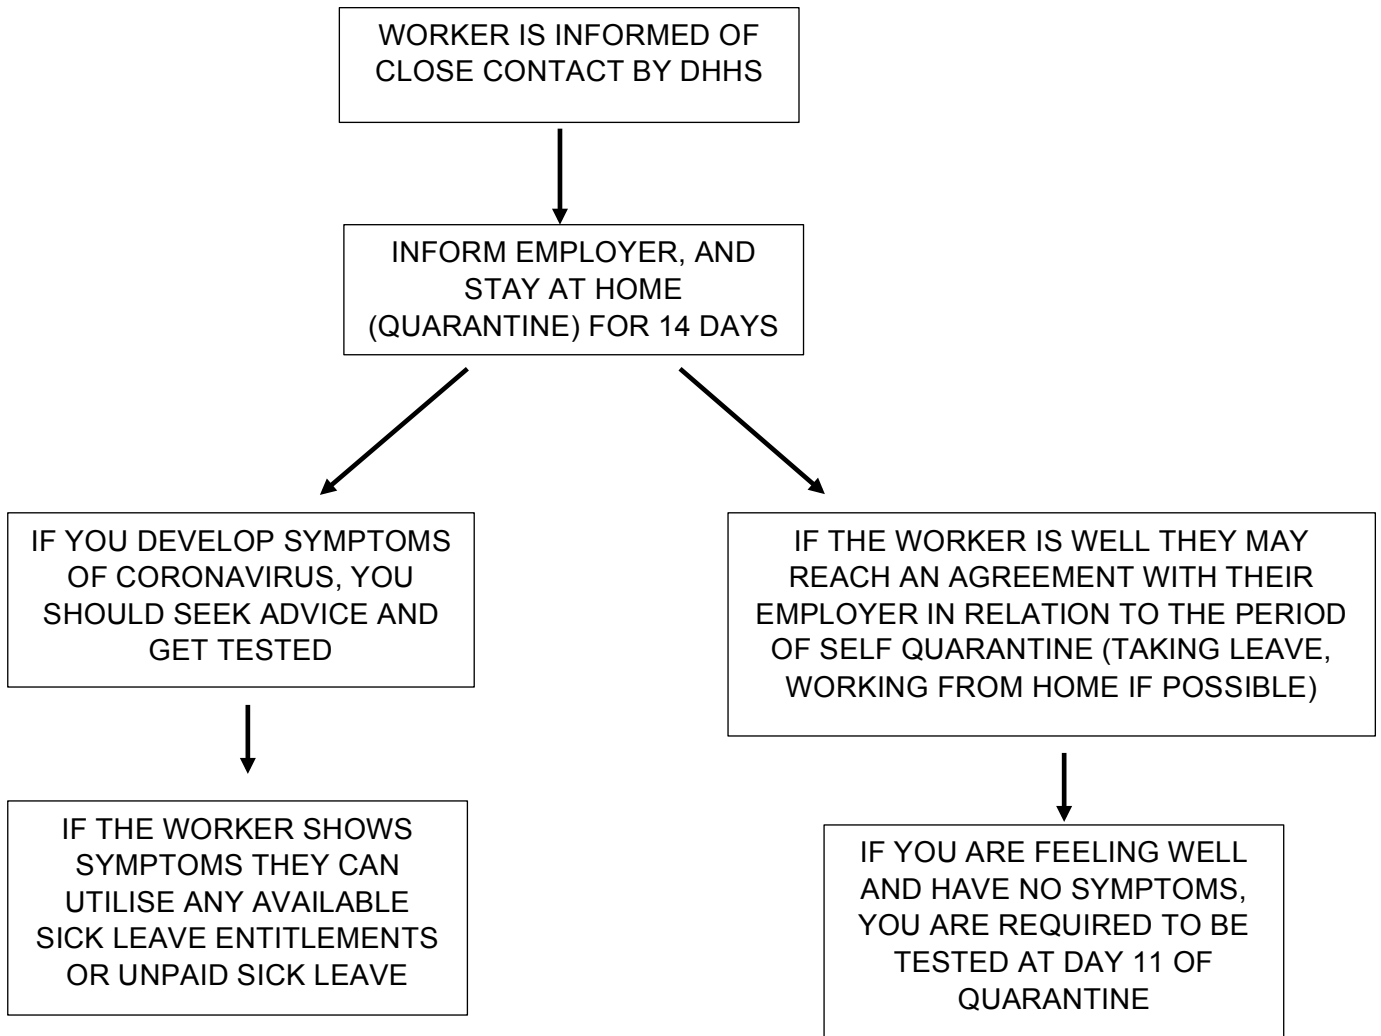 WORKER IS INFORMED OF
CLOSE CONTACT BY DHHS
INFORM EMPLOYER, AND
STAY AT HOME
(QUARANTINE) FOR 14 DAYS
IF YOU DEVELOP SYMPTOMS
OF CORONAVIRUS, YOU
SHOULD SEEK ADVICE AND
GET TESTED
IF THE WORKER IS WELL THEY MAY
REACH AN AGREEMENT WITH THEIR
EMPLOYER IN RELATION TO THE PERIOD
OF SELF QUARANTINE (TAKING LEAVE,
WORKING FROM HOME IF POSSIBLE)
IF THE WORKER SHOWS
SYMPTOMS THEY CAN
UTILISE ANY AVAILABLE
SICK LEAVE ENTITLEMENTS
OR UNPAID SICK LEAVE
IF YOU ARE FEELING WELL
AND HAVE NO SYMPTOMS,
YOU ARE REQUIRED TO BE
TESTED AT DAY 11 OF
QUARANTINE